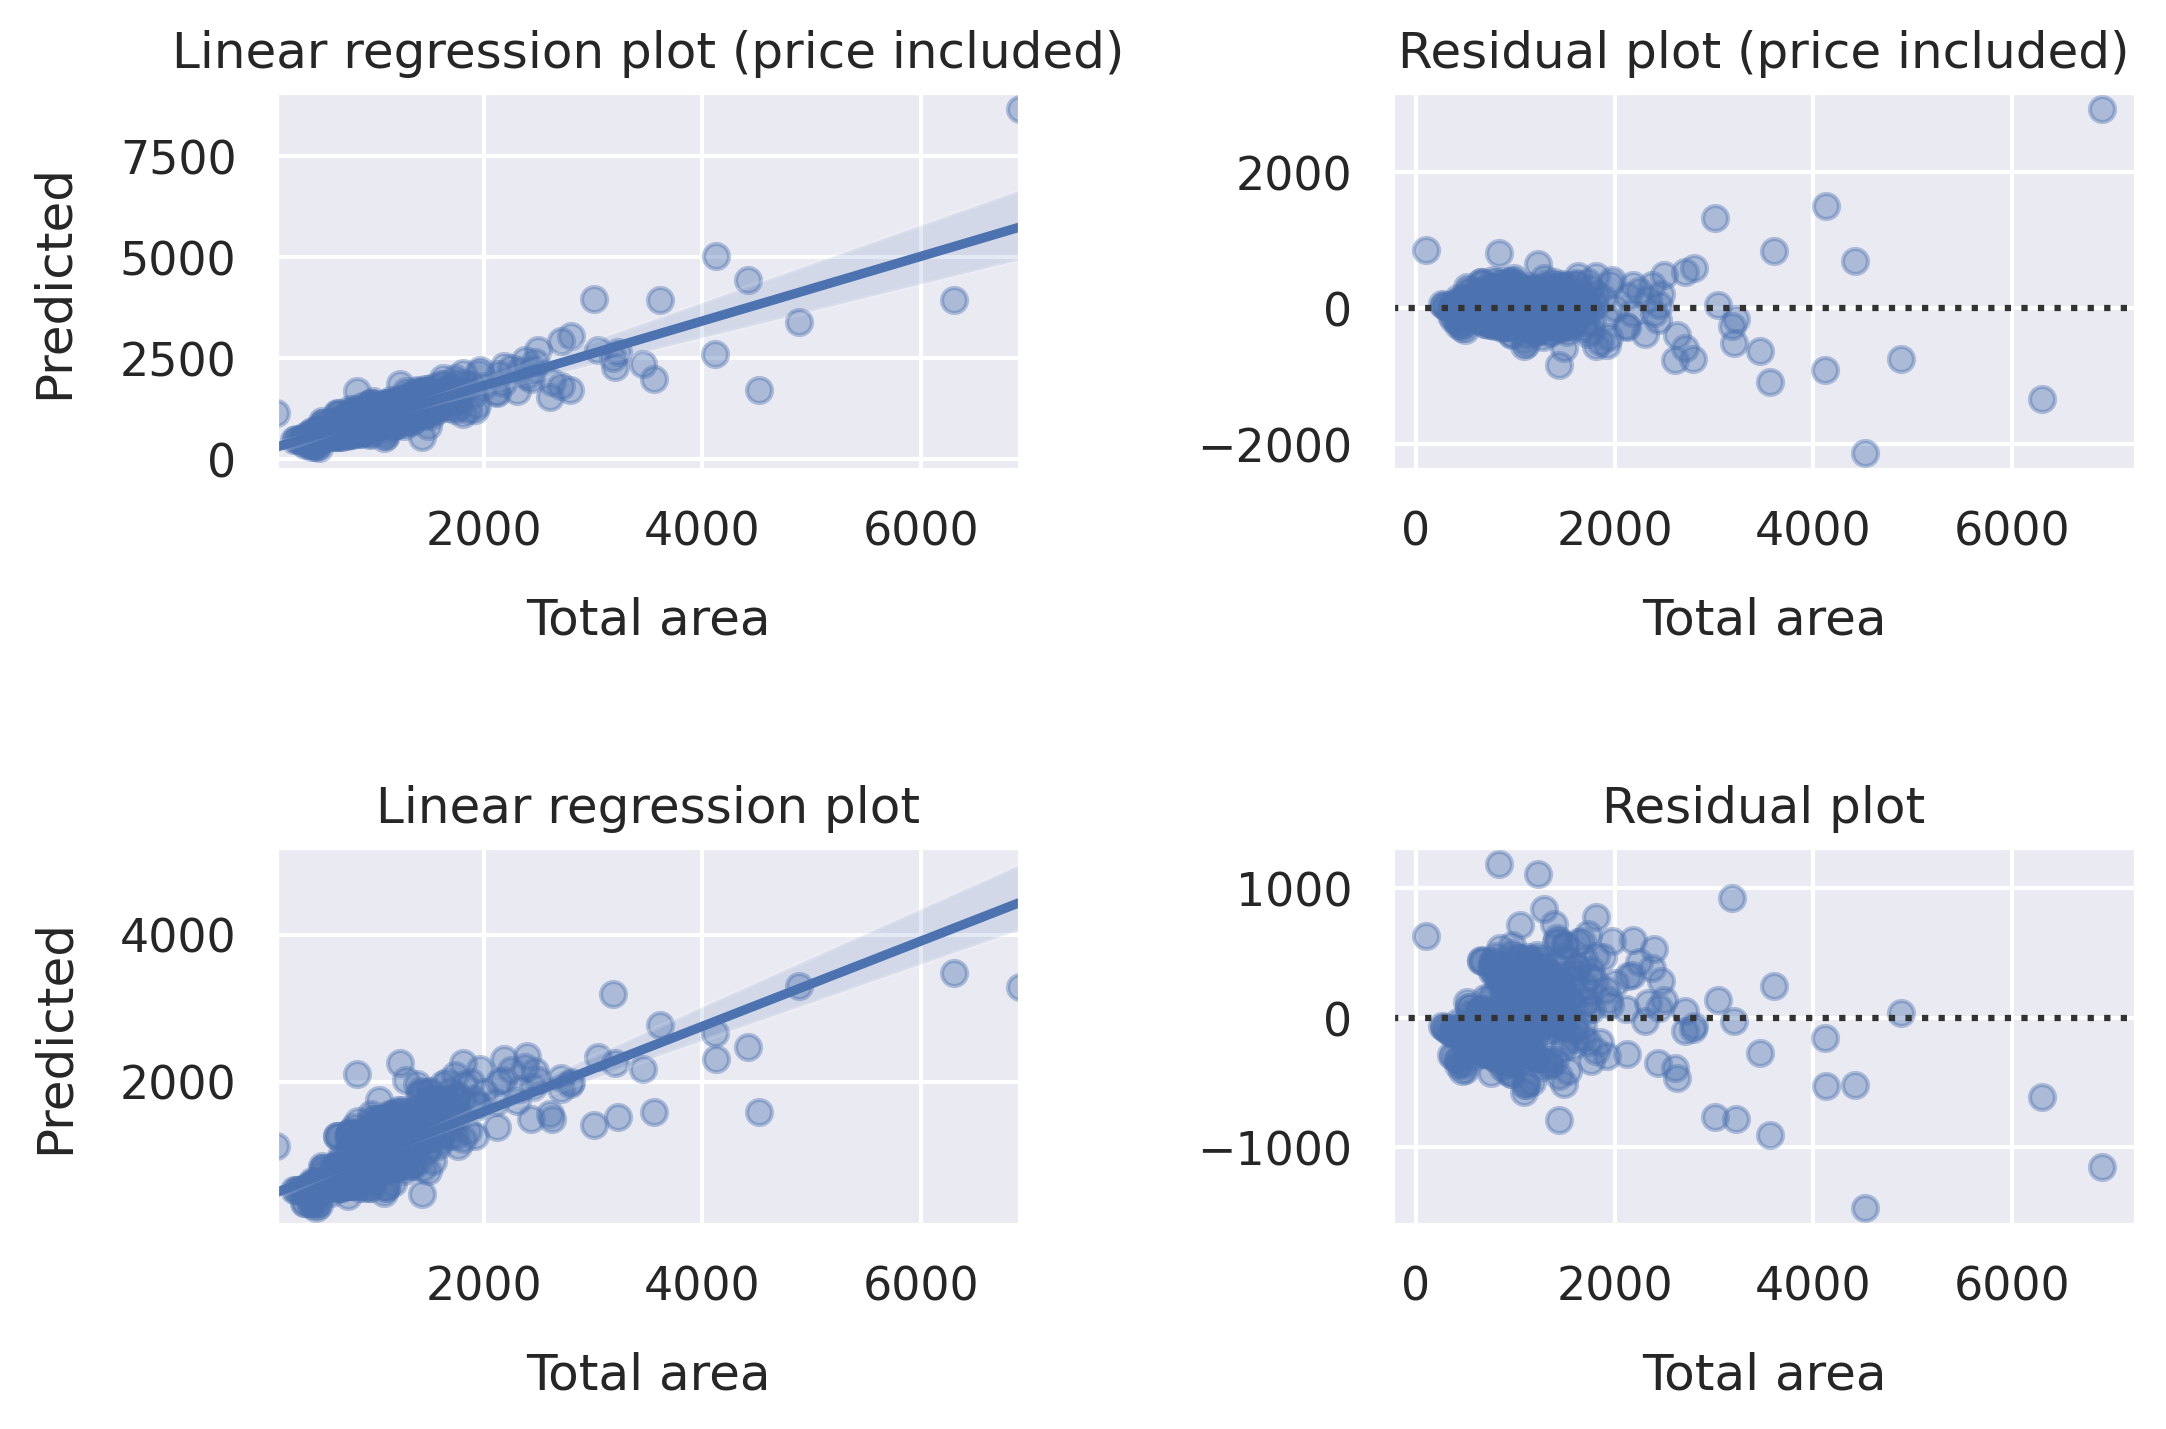 Linear regression plot (price included)
Residual plot (price included)
Predicted
7500
5000
2500
0
2000 4000 6000
Total area
2000
0
−2000
0 2000 4000 6000
Total area
Linear regression plot
Residual plot
Predicted
4000
2000
2000 4000 6000
Total area
1000
0
−1000
0 2000 4000 6000
Total area